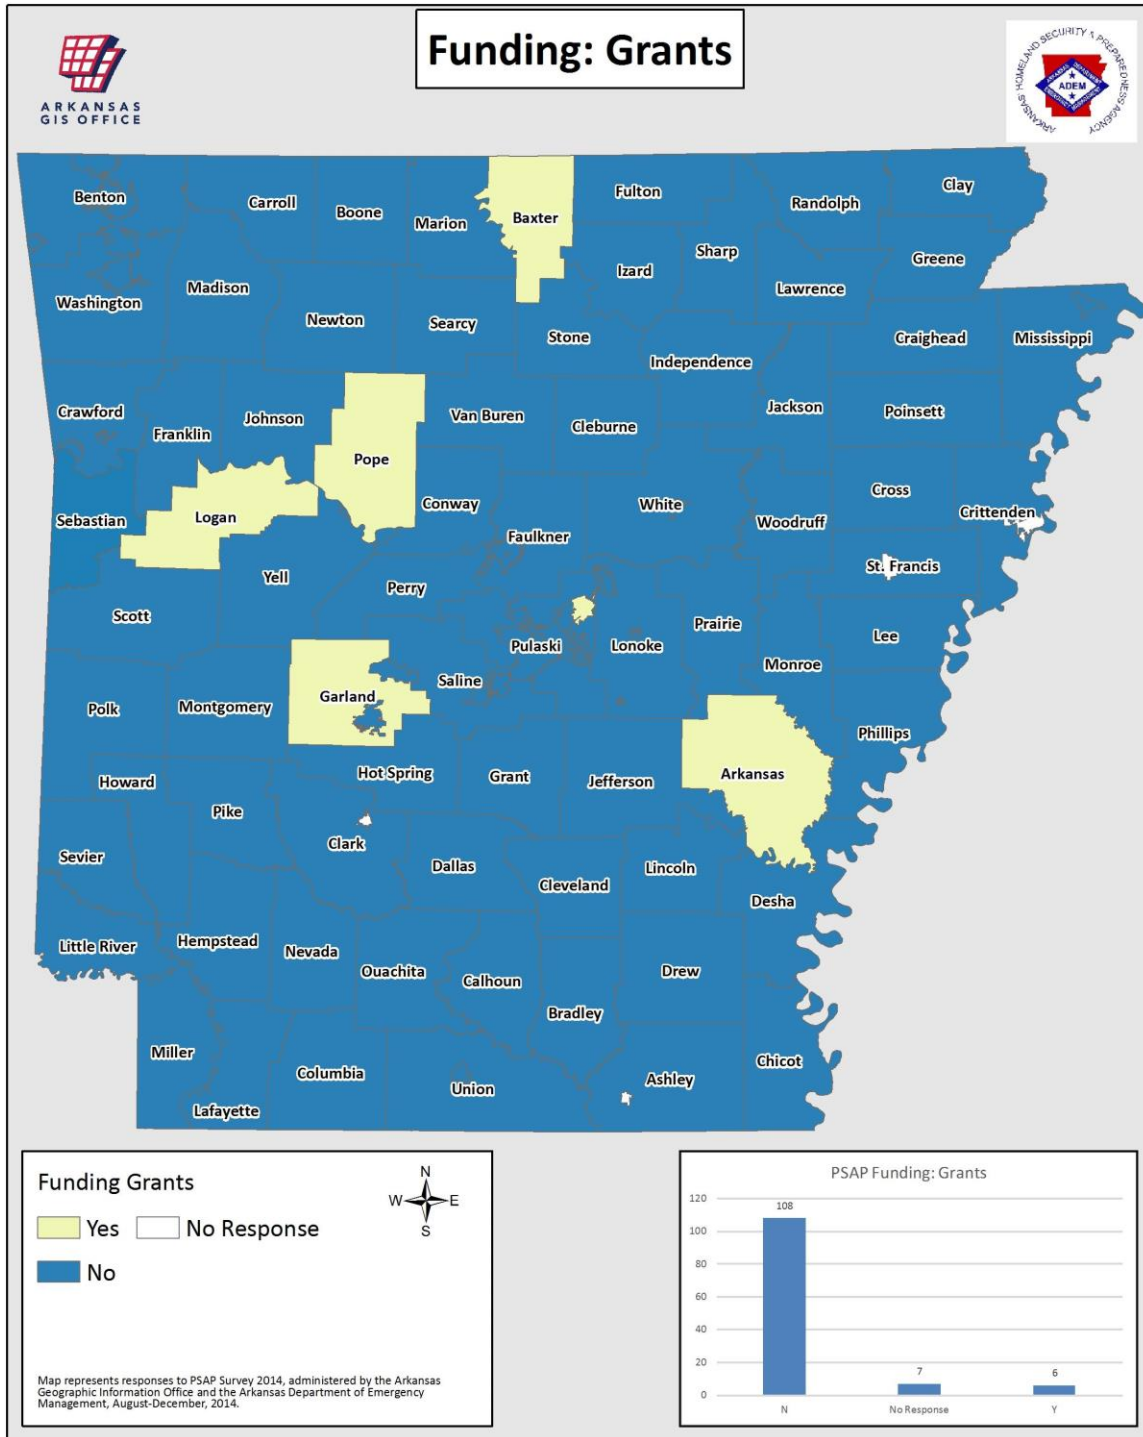 Funding: Grants
ARKANSAS
GIS OFFICE
ARKANSAS' HOMELAND SECURITY & PREPAREDNESS AGENCY
ARKANSAS DEPARTMENT
ADEM
EMERGENCY MANAGEMENT
Benton
Carroll
Boone
Marion
Baxter
Fulton
Randolph
Clay
Sharp
Greene
Izard
Madison
Lawrence
Washington
Newton
Searcy
Stone
Craighead
Mississippi
Independence
Crawford
Johnson
Van Buren
Jackson
Poinsett
Franklin
Cleburne
Pope
Cross
Conway
White
Crittenden
Sebastian
Logan
Woodruff
Faulkner
St. Francis
Yell
Perry
Scott
Prairie
Lee
Pulaski
Lonoke
Monroe
Saline
Garland
Polk
Montgomery
Phillips
Arkansas
Howard
Hot Spring
Grant
Jefferson
Pike
Clark
Sevier
Dallas
Lincoln
Cleveland
Desha
Little River
Hempstead
Nevada
Ouachita
Calhoun
Drew
Bradley
Miller
Columbia
Union
Ashley
Chicot
Lafayette
Funding Grants
Yes
No Response
No
N
W
E
S
Map represents responses to PSAP Survey 2014, administered by the Arkansas
Geographic Information Office and the Arkansas Department of Emergency
Management, August-December, 2014.
PSAP Funding: Grants
120
100
80
60
40
20
0
108
7
6
N
No Response
Y